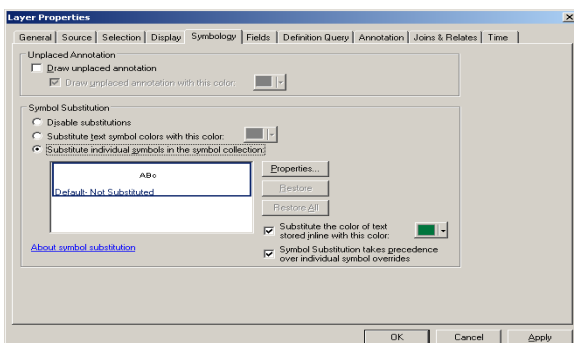 Layer Properties
General Source Selection Display Symbology Fields Definition Query Annotation Joins & Relates Time
Unplaced Annotation
Draw unplaced annotation
Draw unplaced annotation with this color:
Symbol Substitution
Disable substitutions
Substitute text symbol colors with this color:
Substitute individual symbols in the symbol collection:
ABc
Default- Not Substituted
Properties...
Restore
Restore All
Substitute the color of text
stored inline with this color:
About symbol substitution
Symbol Substitution takes precedence
over individual symbol overrides
OK Cancel Apply